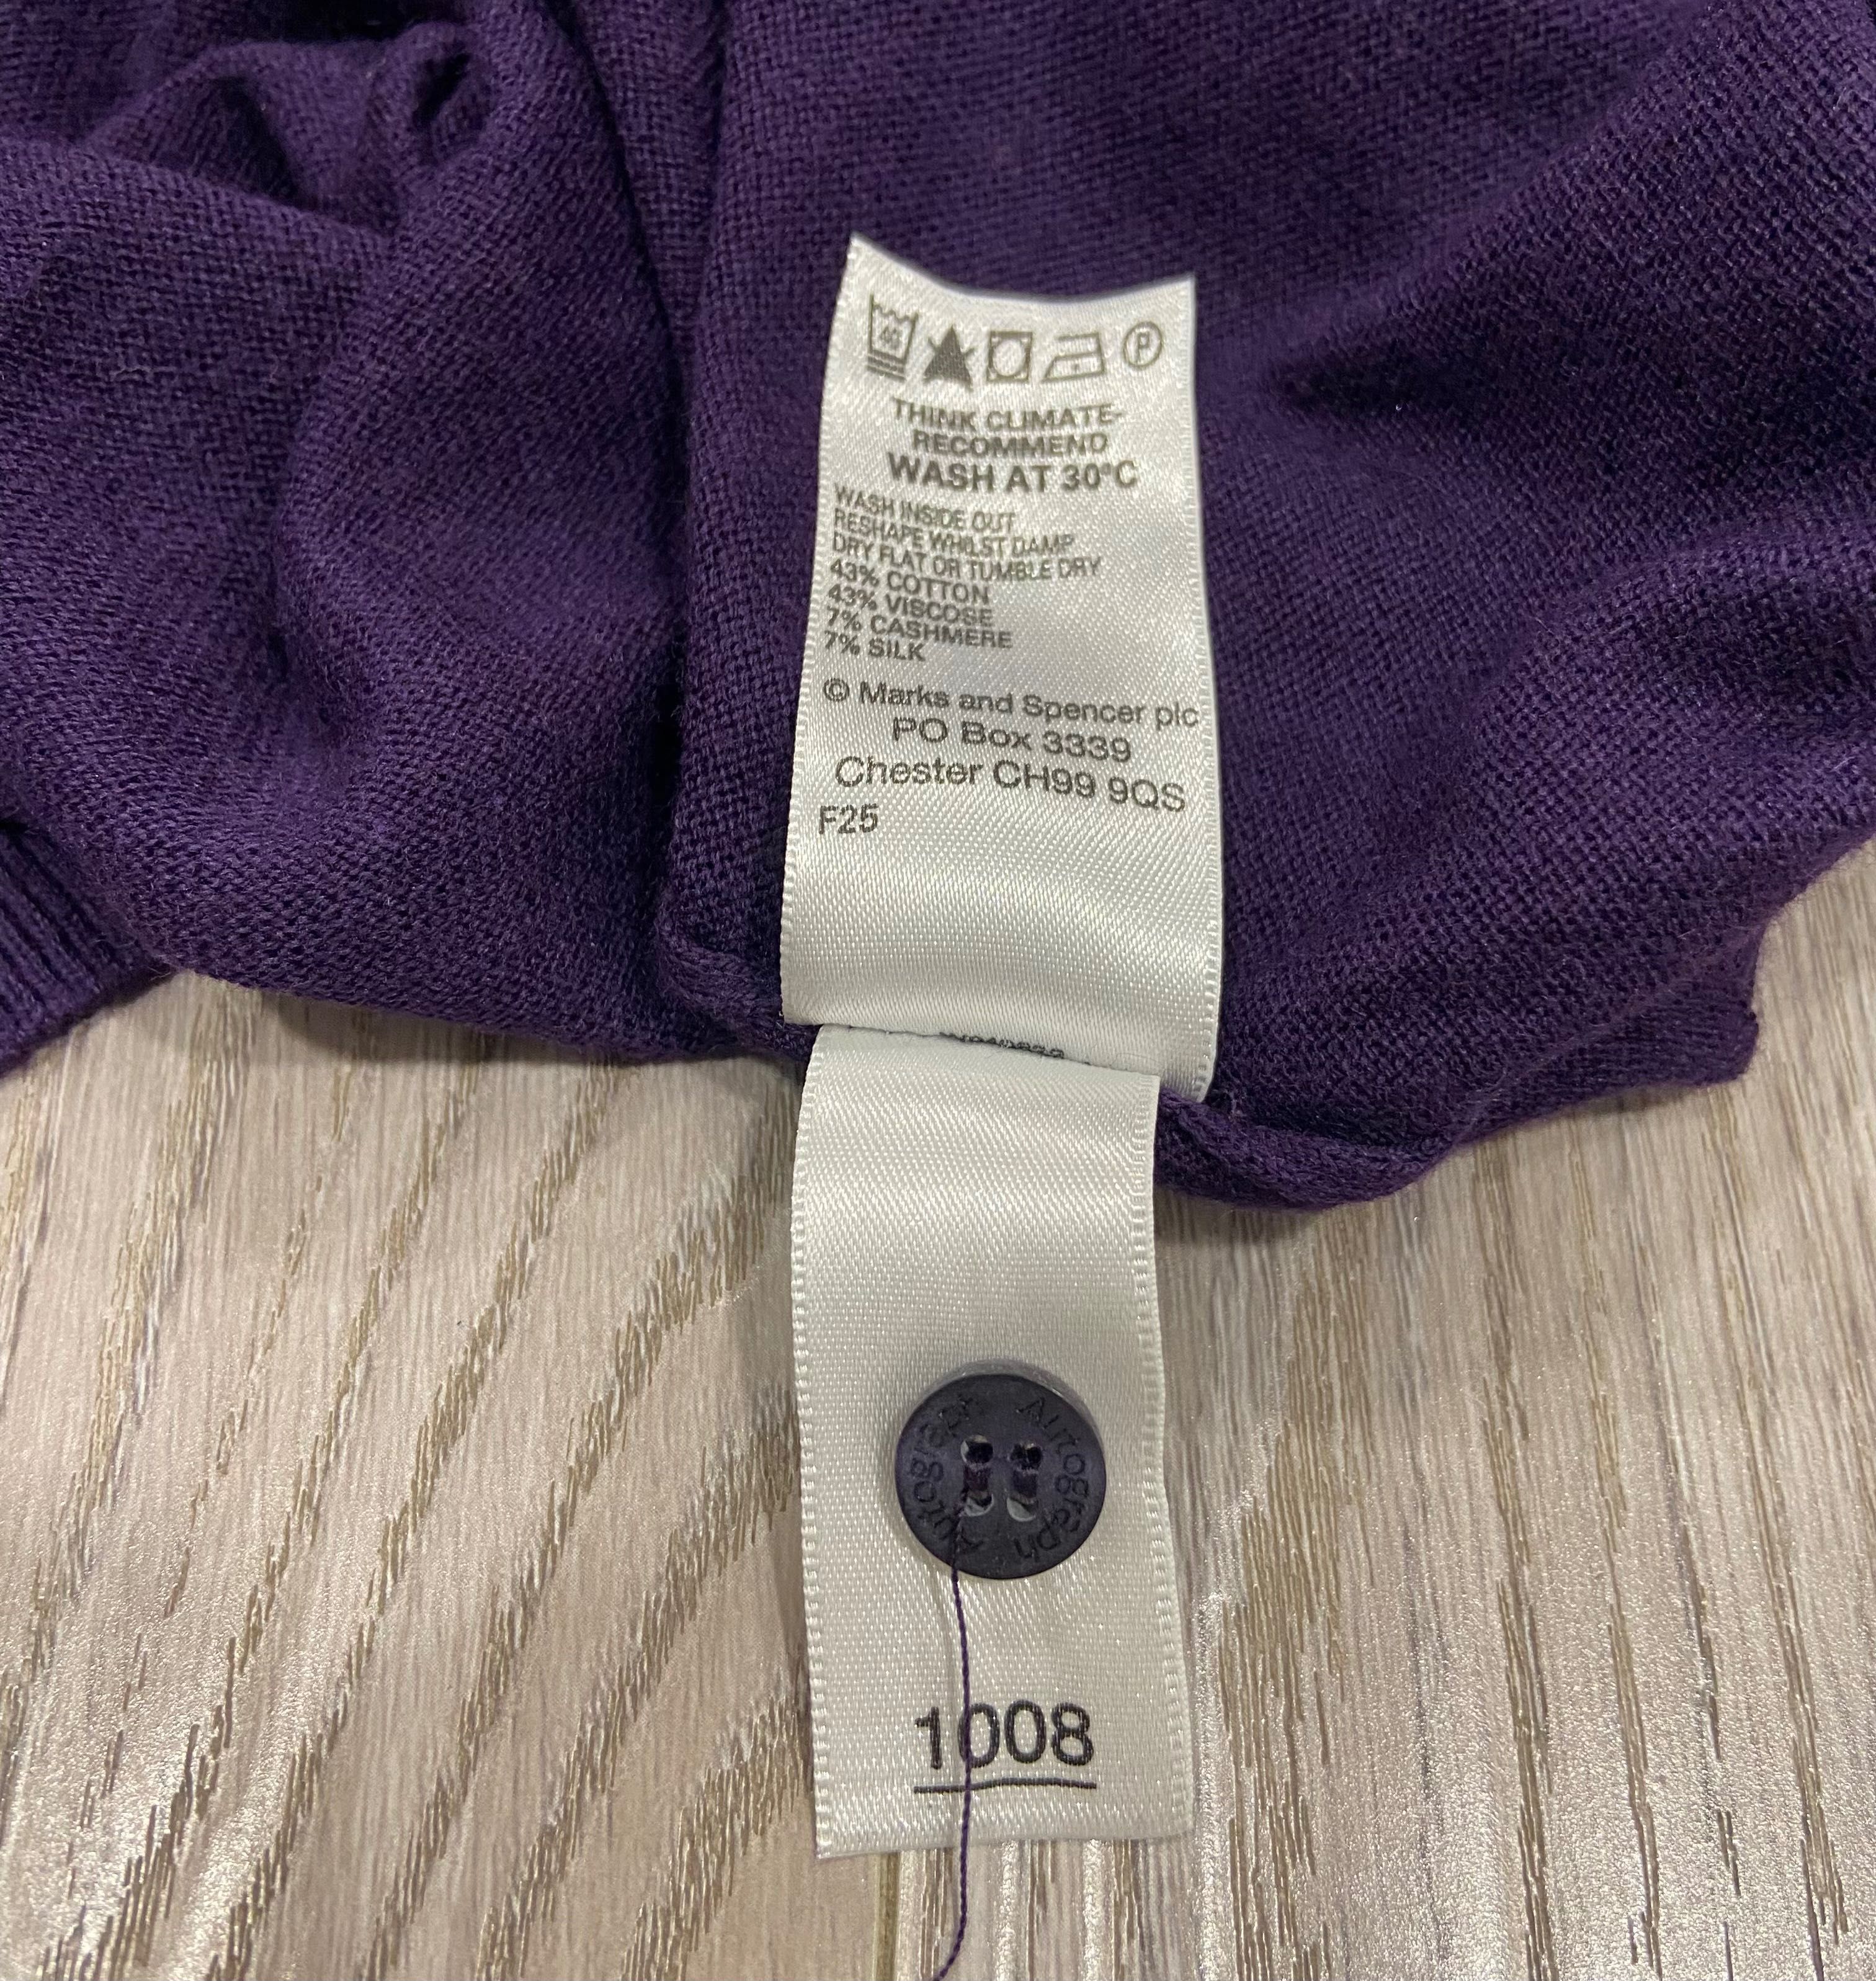 40
P
THINK CLIMATE-
RECOMMEND
WASH AT 30°C
WASH INSIDE OUT
RESHAPE WHILST DAMP
DRY FLAT OR TUMBLE DRY
43% COTTON
43% VISCOSE
7% CASHMERE
7% SILK
© Marks and Spencer plc
PO Box 3339
Chester CH99 9QS
F25
Autograph Autograph
1008